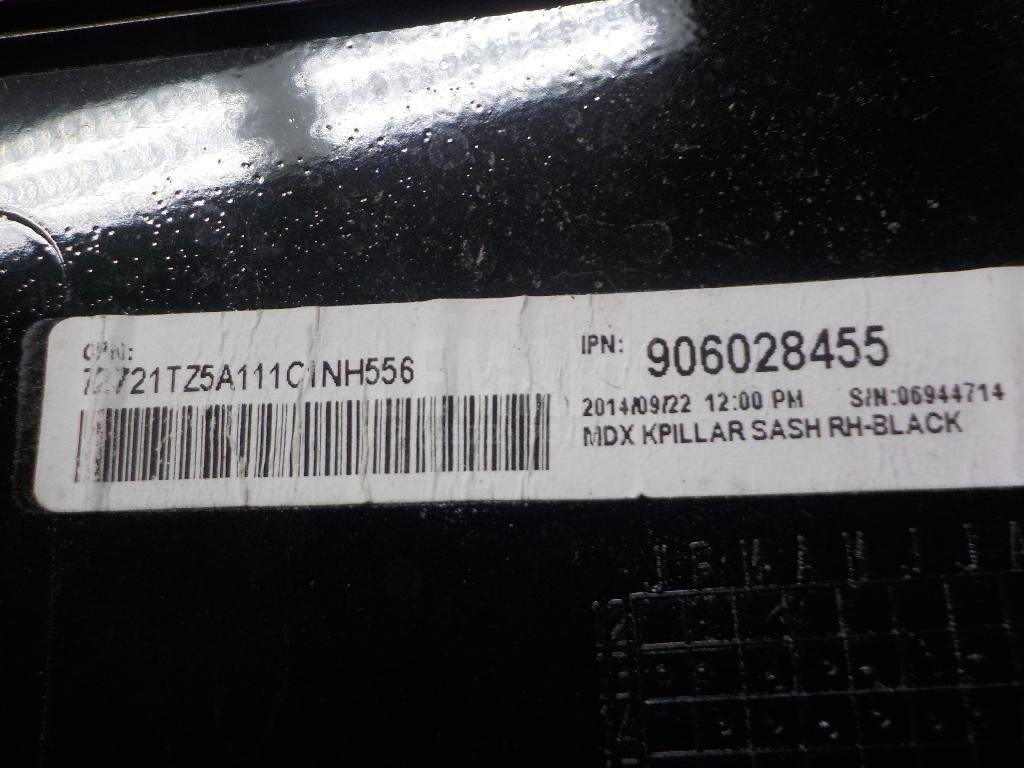 CPN:
72721TZ5A111C1NH556
IPN: 906028455
2014/09/22 12:00 PM S/N:06944714
MDX KPILLAR SASH RH-BLACK